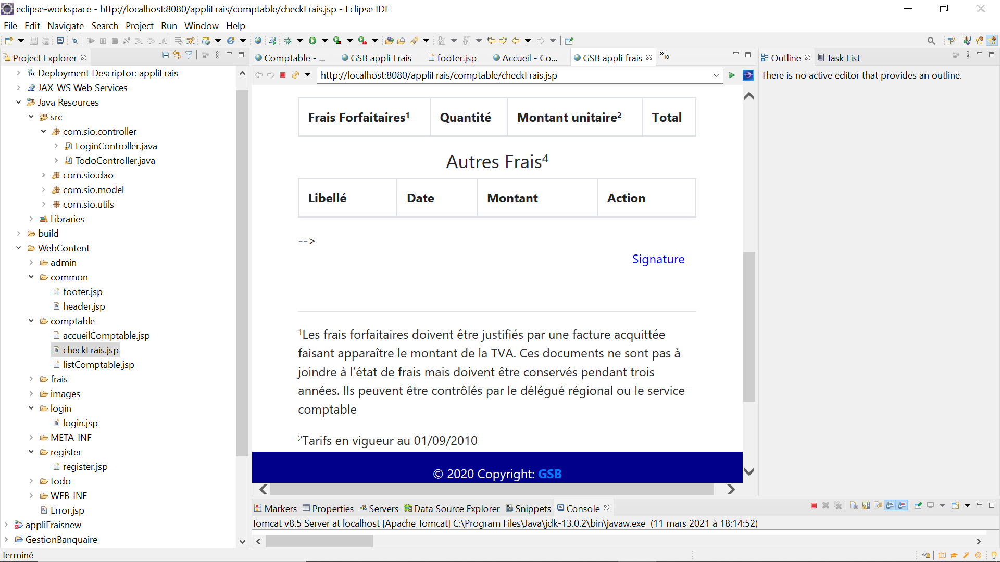 eclipse-workspace - http://localhost:8080/appliFrais/comptable/checkFrais.jsp - Eclipse IDE
File Edit Navigate Search Project Run Window Help
Project Explorer
Deployment Descriptor: appliFrais
JAX-WS Web Services
Java Resources
src
com.sio.controller
LoginController.java
TodoController.java
com.sio.dao
com.sio.model
com.sio.utils
Libraries
build
WebContent
admin
common
footer.jsp
header.jsp
comptable
accueilComptable.jsp
checkFrais.jsp
listComptable.jsp
frais
images
login
login.jsp
META-INF
register
register.jsp
todo
WEB-INF
Error.jsp
appliFraisnew
GestionBanquaire
Comptable - ... GSB appli Frais footer.jsp Accueil - Co... GSB appli frais »10
http://localhost:8080/appliFrais/comptable/checkFrais.jsp
Frais Forfaitaires¹ Quantité Montant unitaire² Total
Autres Frais⁴
Libellé Date Montant Action
-->
Signature
¹Les frais forfaitaires doivent être justifiés par une facture acquittée
faisant apparaître le montant de la TVA. Ces documents ne sont pas à
joindre à l’état de frais mais doivent être conservés pendant trois
années. Ils peuvent être contrôlés par le délégué régional ou le service
comptable
²Tarifs en vigueur au 01/09/2010
© 2020 Copyright: GSB
Outline Task List
There is no active editor that provides an outline.
Markers Properties Servers Data Source Explorer Snippets Console
Tomcat v8.5 Server at localhost [Apache Tomcat] C:\Program Files\Java\jdk-13.0.2\bin\javaw.exe (11 mars 2021 à 18:14:52)
Terminé